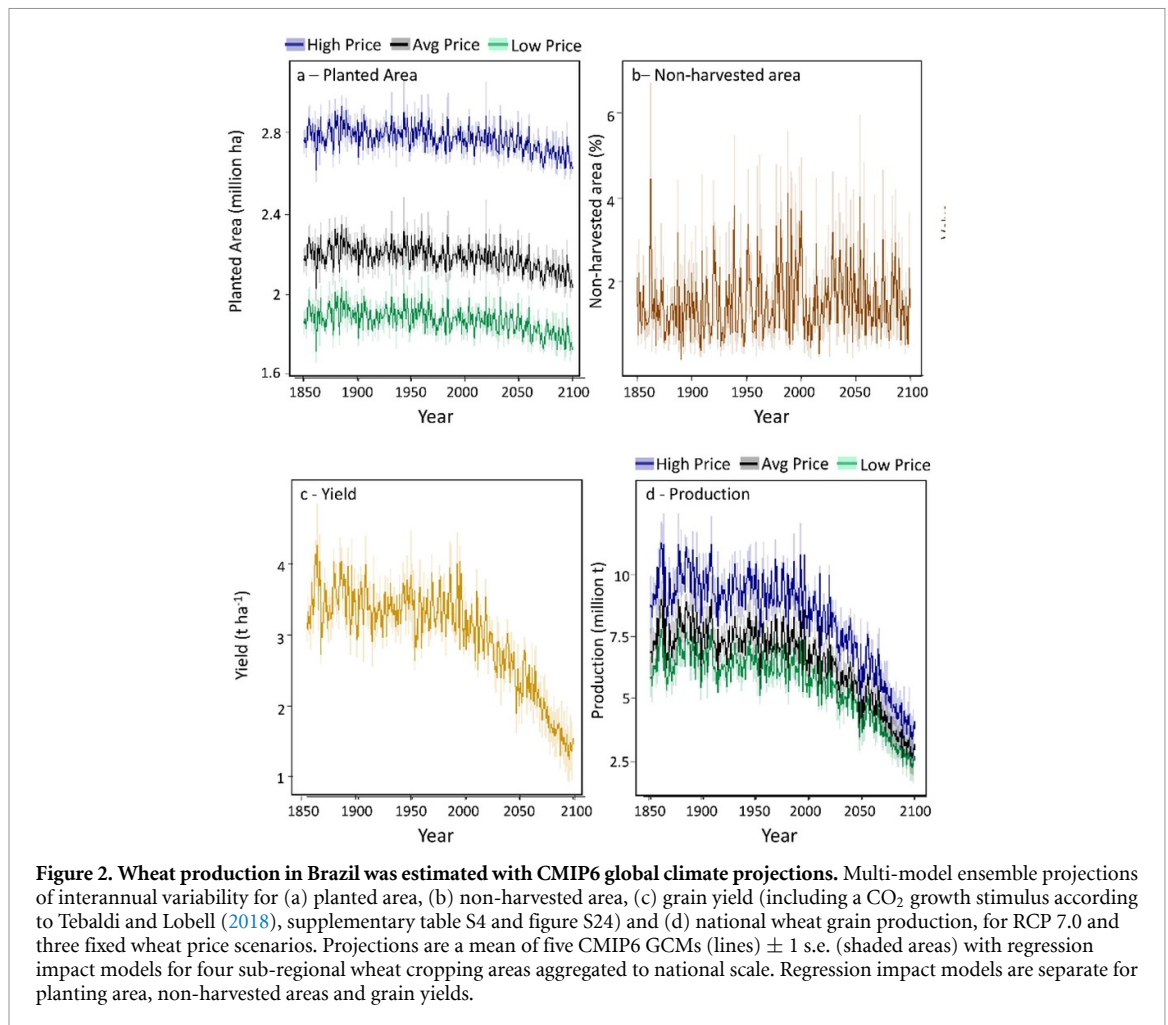 High Price Avg Price Low Price
a – Planted Area
Planted Area (million ha)
2.8
2.4
2
1.6
1850 1900 1950 2000 2050 2100
Year
b– Non-harvested area
Non-harvested area (%)
6
4
2
1850 1900 1950 2000 2050 2100
Year
c - Yield
Yield (t ha⁻¹)
4
3
2
1
1850 1900 1950 2000 2050 2100
Year
High Price Avg Price Low Price
d - Production
Production (million t)
10
7.5
5
2.5
1850 1900 1950 2000 2050 2100
Year
Figure 2. Wheat production in Brazil was estimated with CMIP6 global climate projections. Multi-model ensemble projections
of interannual variability for (a) planted area, (b) non-harvested area, (c) grain yield (including a CO₂ growth stimulus according
to Tebaldi and Lobell (2018), supplementary table S4 and figure S24) and (d) national wheat grain production, for RCP 7.0 and
three fixed wheat price scenarios. Projections are a mean of five CMIP6 GCMs (lines) ± 1 s.e. (shaded areas) with regression
impact models for four sub-regional wheat cropping areas aggregated to national scale. Regression impact models are separate for
planting area, non-harvested areas and grain yields.